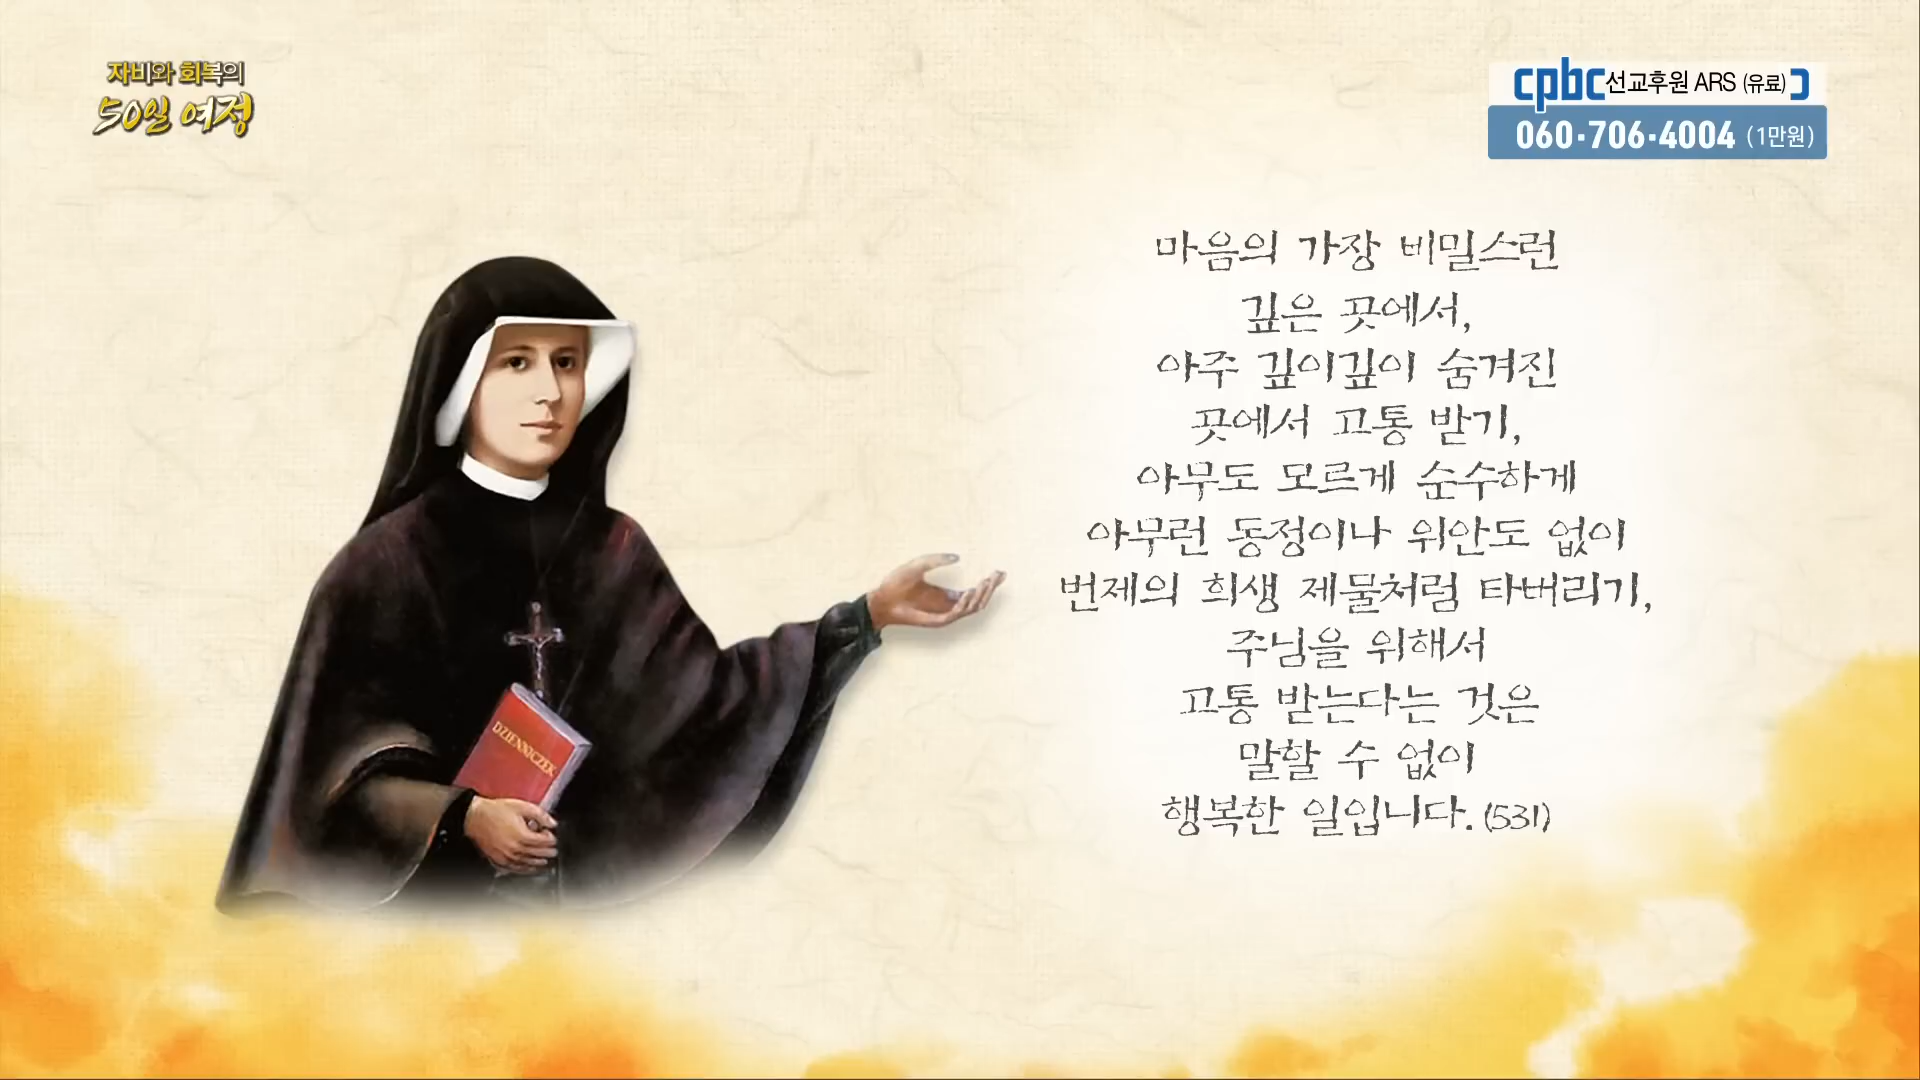 자비와 회복의
50일 여정
cpbc 선교후원 ARS (유료)
060·706·4004 (1만원)
마음의 가장 비밀스런
깊은 곳에서,
아주 깊이깊이 숨겨진
곳에서 고통 받기,
아무도 모르게 순수하게
아무런 동정이나 위안도 없이
번제의 희생 제물처럼 타버리기,
주님을 위해서
고통 받는다는 것은
말할 수 없이
행복한 일입니다. (531)
DZIENNICZEK